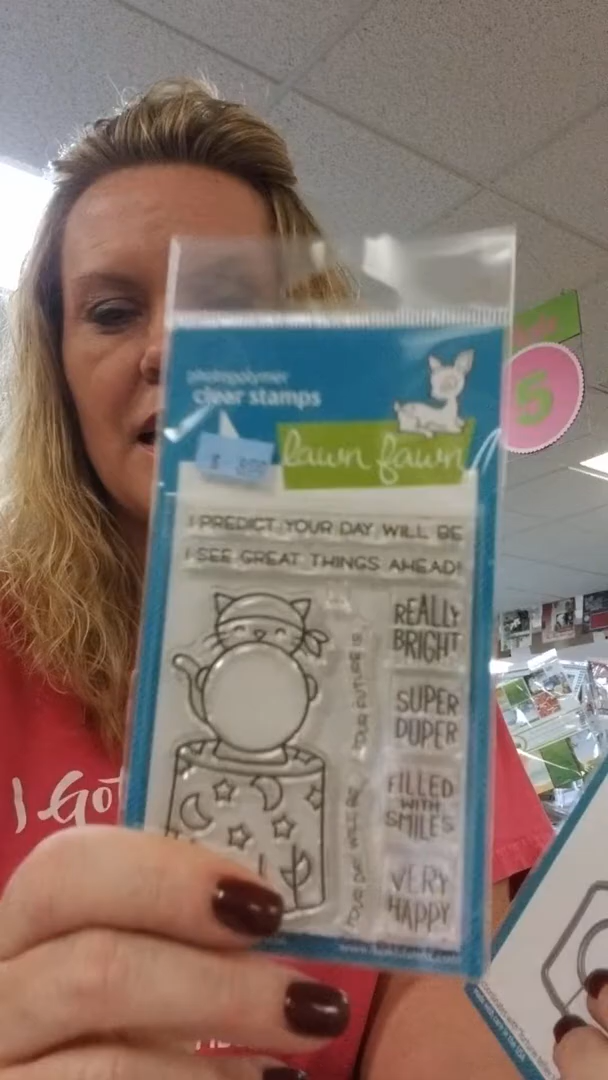 photopolymer
clear stamps
lawn fawn
I PREDICT YOUR DAY WILL BE
I SEE GREAT THINGS AHEAD!
YOUR FUTURE IS
YOUR DAY WILL BE
REALLY
BRIGHT
SUPER
DUPER
FILLED
WITH
SMILES
VERY
HAPPY
I GOT
5